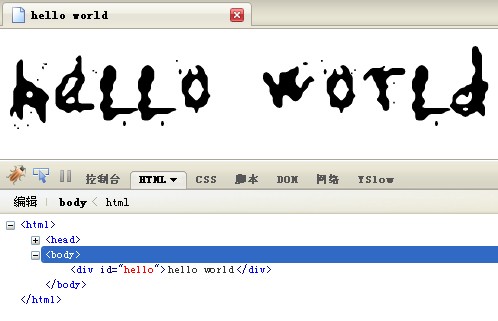 hello world
hello world
控制台 HTML CSS 脚本 DOM 网络 YSlow
编辑 body < html
<html>
<head>
<body>
<div id="hello">hello world</div>
</body>
</html>